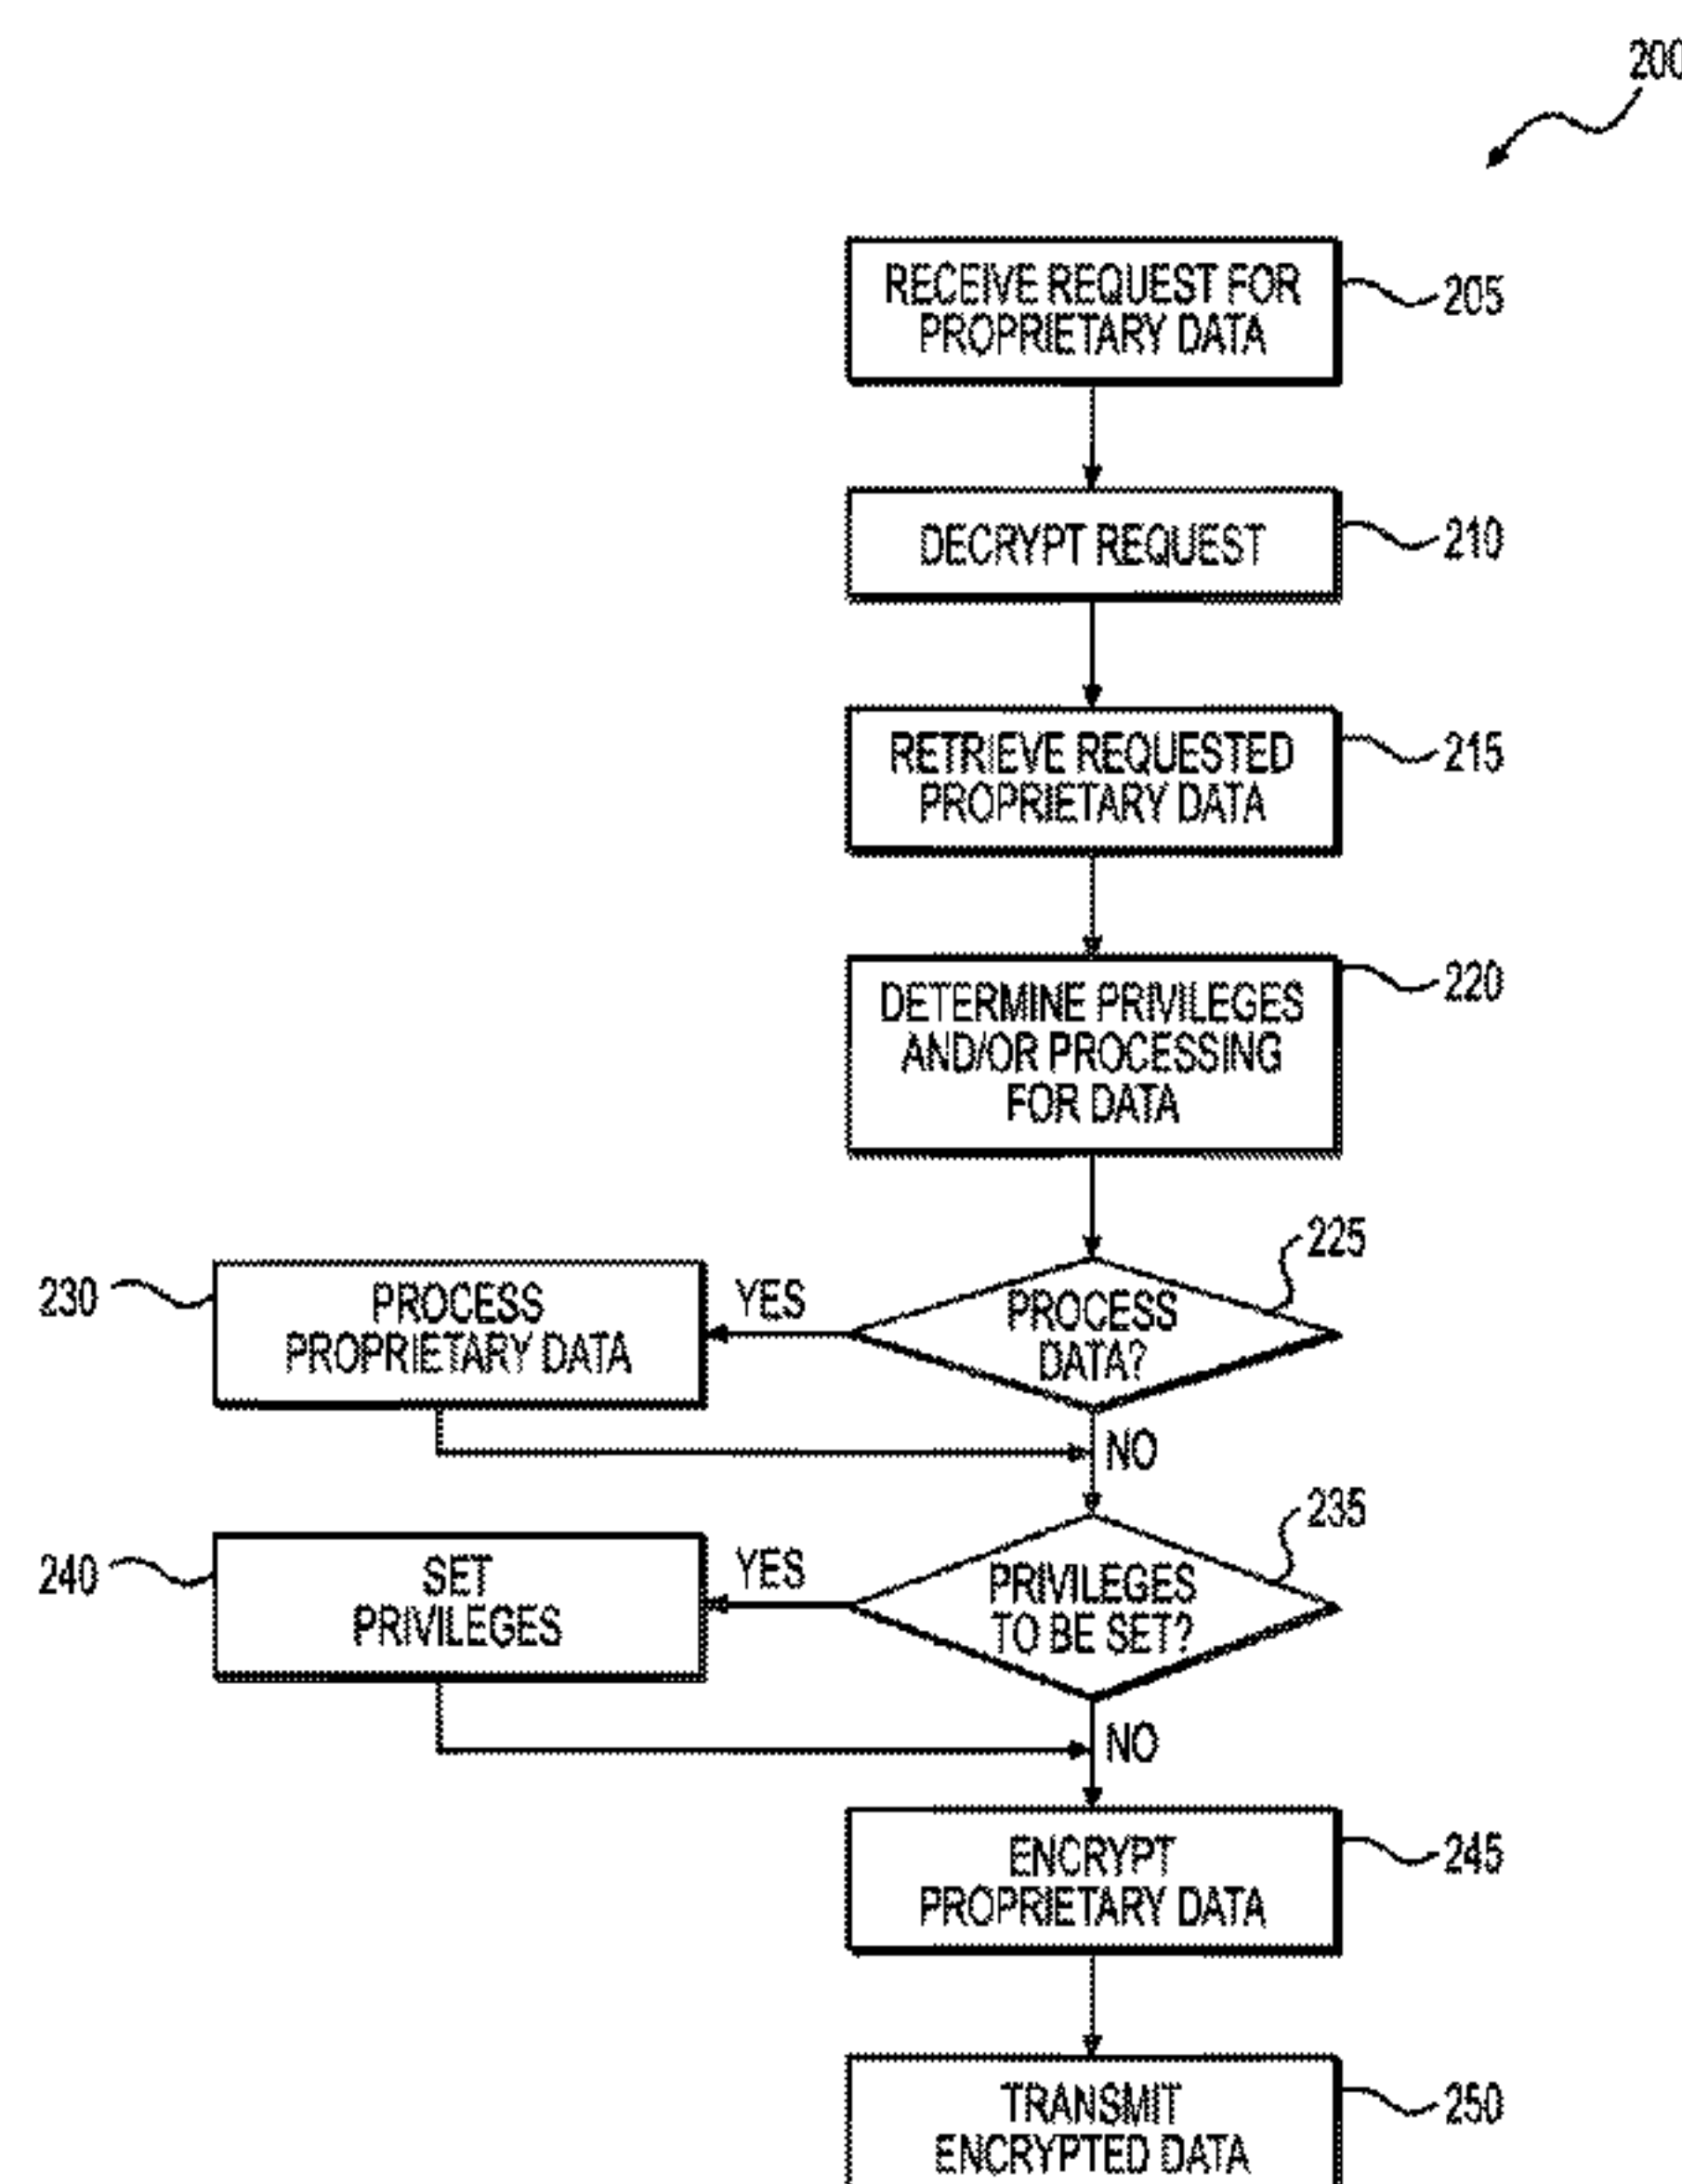 200
RECEIVE REQUEST FOR
PROPRIETARY DATA
205
DECRYPT REQUEST
210
RETRIEVE REQUESTED
PROPRIETARY DATA
215
DETERMINE PRIVILEGES
AND/OR PROCESSING
FOR DATA
220
225
230
PROCESS
PROPRIETARY DATA
YES
PROCESS
DATA?
NO
235
240
SET
PRIVILEGES
YES
PRIVILEGES
TO BE SET?
NO
ENCRYPT
PROPRIETARY DATA
245
TRANSMIT
ENCRYPTED DATA
250